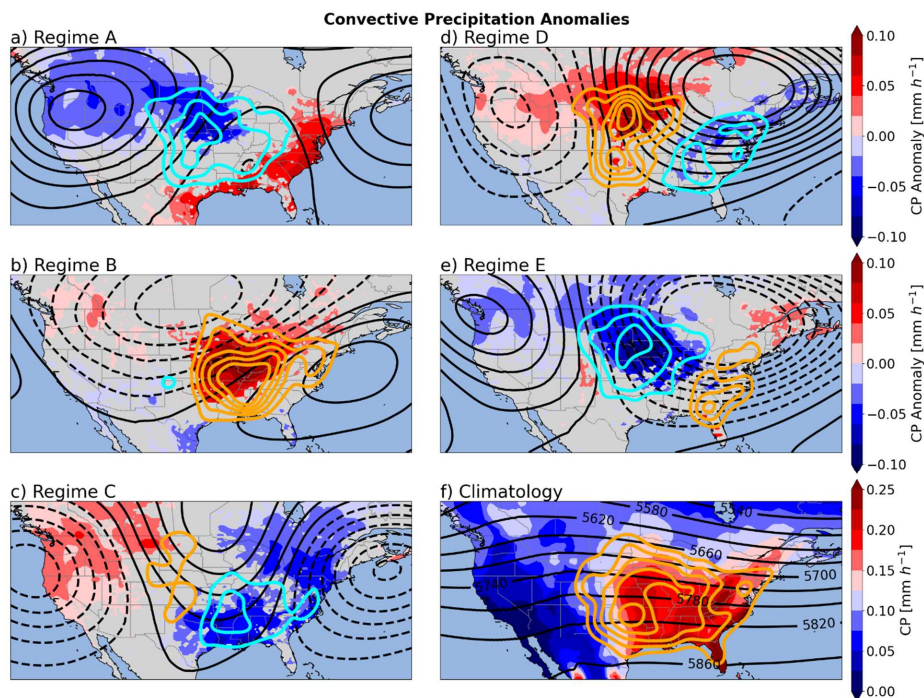 Convective Precipitation Anomalies
a) Regime A
d) Regime D
0.10
0.05
0.00
−0.05
−0.10
CP Anomaly [mm h⁻¹]
b) Regime B
e) Regime E
0.10
0.05
0.00
−0.05
−0.10
CP Anomaly [mm h⁻¹]
c) Regime C
f) Climatology
5580
5540
5620
5660
5700
5740
5780
5820
5860
0.25
0.20
0.15
0.10
0.05
0.00
CP [mm h⁻¹]